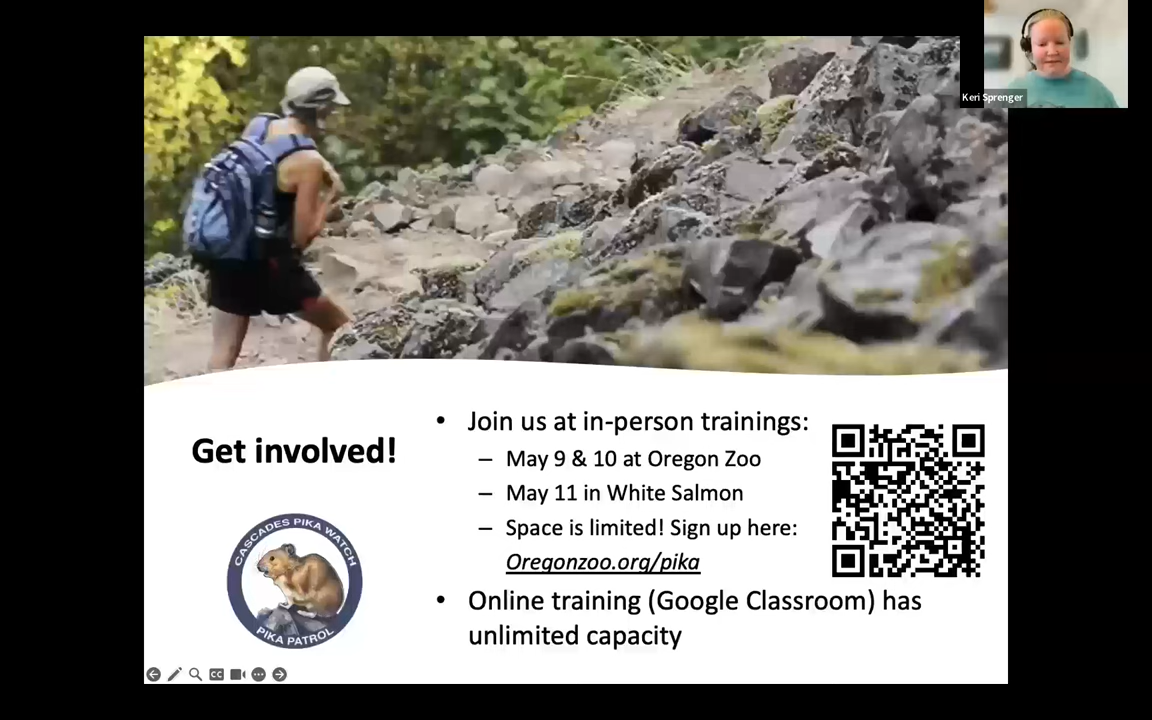 Keri Sprenger
Get involved!
• Join us at in-person trainings:
– May 9 & 10 at Oregon Zoo
– May 11 in White Salmon
– Space is limited! Sign up here:
Oregonzoo.org/pika
• Online training (Google Classroom) has
unlimited capacity
CASCADES PIKA WATCH
PIKA PATROL
CC